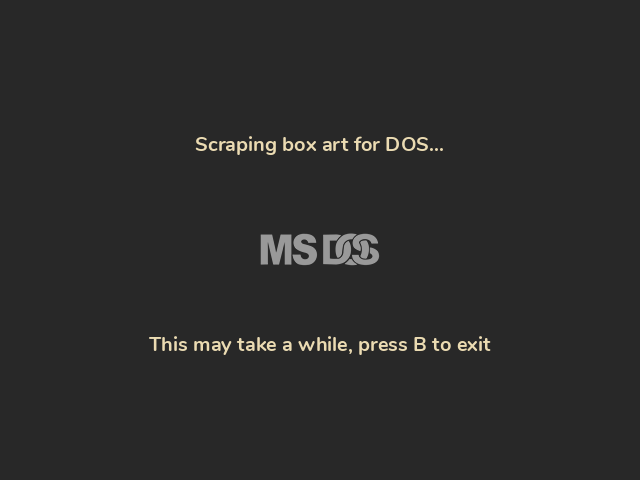 Scraping box art for DOS...
MS DOS
This may take a while, press B to exit